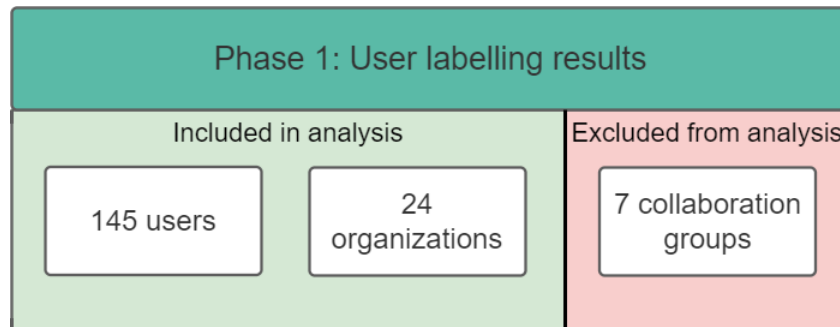 Phase 1: User labelling results
Included in analysis
Excluded from analysis
145 users
24
organizations
7 collaboration
groups